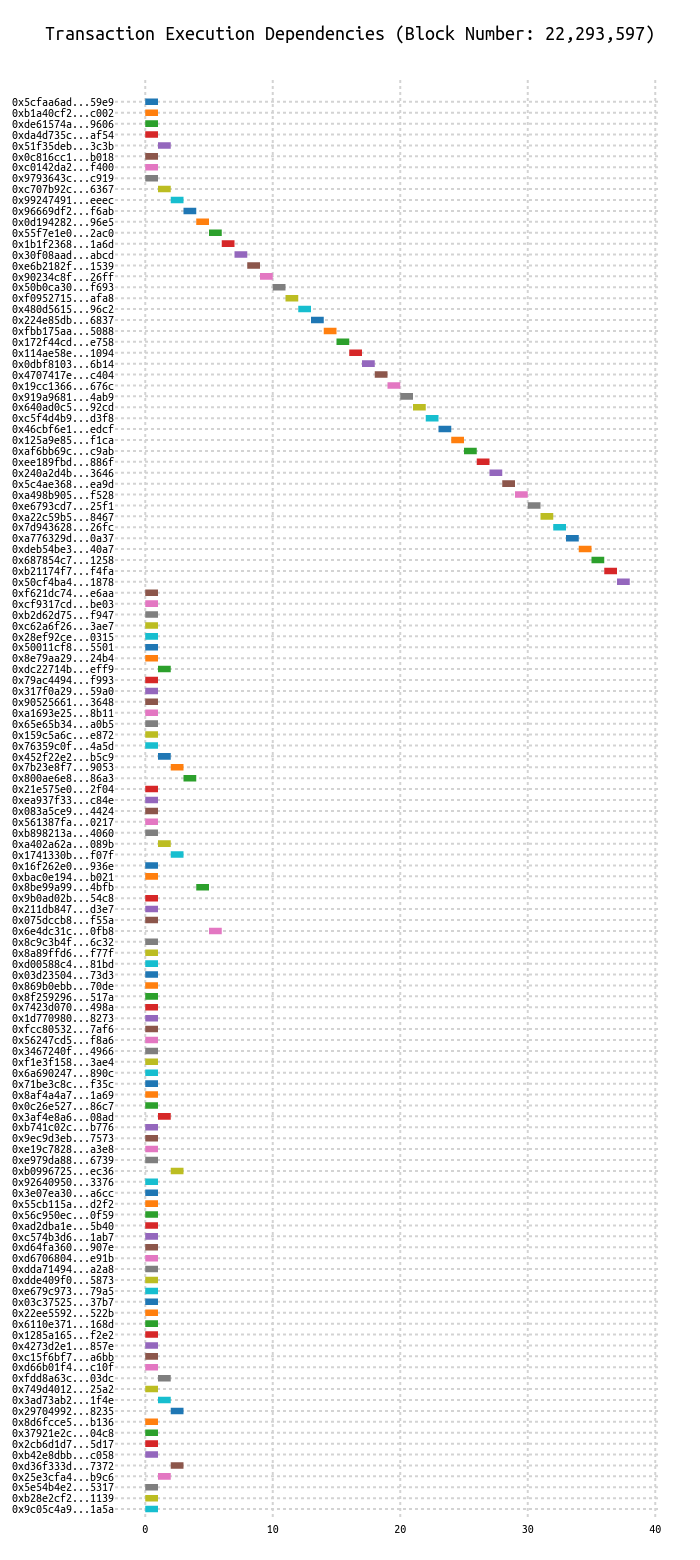 Transaction Execution Dependencies (Block Number: 22,293,597)
0x5cfaa6ad...59e9
0xb1a40cf2...c002
0xde61574a...9606
0xda4d735c...af54
0x51f35deb...3c3b
0x0c816cc1...b018
0xc0142da2...f400
0x9793643c...c919
0xc707b92c...6367
0x99247491...eeec
0x96669df2...f6ab
0x0d194282...96e5
0x55f7e1e0...2ac0
0x1b1f2368...1a6d
0x30f08aad...abcd
0xe6b2182f...1539
0x90234c8f...26ff
0x50b0ca30...f693
0xf0952715...afa8
0x480d5615...96c2
0x224e85db...6837
0xfbb175aa...5088
0x172f44cd...e758
0x114ae58e...1094
0x0dbf8103...6b14
0x4707417e...c404
0x19cc1366...676c
0x919a9681...4ab9
0x640ad0c5...92cd
0xc5f4d4b9...d3f8
0x46cbf6e1...edcf
0x125a9e85...f1ca
0xaf6bb69c...c9ab
0xee189fbd...886f
0x240a2d4b...3646
0x5c4ae368...ea9d
0xa498b905...f528
0xe6793cd7...25f1
0xa22c59b5...8467
0x7d943628...26fc
0xa776329d...0a37
0xdeb54be3...40a7
0x687854c7...1258
0xb21174f7...f4fa
0x50cf4ba4...1878
0xf621dc74...e6aa
0xcf9317cd...be03
0xb2d62d75...f947
0xc62a6f26...3ae7
0x28ef92ce...0315
0x50011cf8...5501
0x8e79aa29...24b4
0xdc22714b...eff9
0x79ac4494...f993
0x317f0a29...59a0
0x90525661...3648
0xa1693e25...8b11
0x65e65b34...a0b5
0x159c5a6c...e872
0x76359c0f...4a5d
0x452f22e2...b5c9
0x7b23e8f7...9053
0x800ae6e8...86a3
0x21e575e0...2f04
0xea937f33...c84e
0x083a5ce9...4424
0x561387fa...0217
0xb898213a...4060
0xa402a62a...089b
0x1741330b...f07f
0x16f262e0...936e
0xbac0e194...b021
0x8be99a99...4bfb
0x9b0ad02b...54c8
0x211db847...d3e7
0x075dccb8...f55a
0x6e4dc31c...0fb8
0x8c9c3b4f...6c32
0x8a89ffd6...f77f
0xd00588c4...81bd
0x03d23504...73d3
0x869b0ebb...70de
0x8f259296...517a
0x7423d070...498a
0x1d770980...8273
0xfcc80532...7af6
0x56247cd5...f8a6
0x3467240f...4966
0xf1e3f158...3ae4
0x6a690247...890c
0x71be3c8c...f35c
0x8af4a4a7...1a69
0x0c26e527...86c7
0x3af4e8a6...08ad
0xb741c02c...b776
0x9ec9d3eb...7573
0xe19c7828...a3e8
0xe979da88...6739
0xb0996725...ec36
0x92640950...3376
0x3e07ea30...a6cc
0x55cb115a...d2f2
0x56c950ec...0f59
0xad2dba1e...5b40
0xc574b3d6...1ab7
0xd64fa360...907e
0xd6706804...e91b
0xdda71494...a2a8
0xdde409f0...5873
0xe679c973...79a5
0x03c37525...37b7
0x22ee5592...522b
0x6110e371...168d
0x1285a165...f2e2
0x4273d2e1...857e
0xc15f6bf7...a6bb
0xd66b01f4...c10f
0xfdd8a63c...03dc
0x749d4012...25a2
0x3ad73ab2...1f4e
0x29704992...8235
0x8d6fcce5...b136
0x37921e2c...04c8
0x2cb6d1d7...5d17
0xb42e8dbb...c058
0xd36f333d...7372
0x25e3cfa4...b9c6
0x5e54b4e2...5317
0xb28e2cf2...1139
0x9c05c4a9...1a5a
0 10 20 30 40